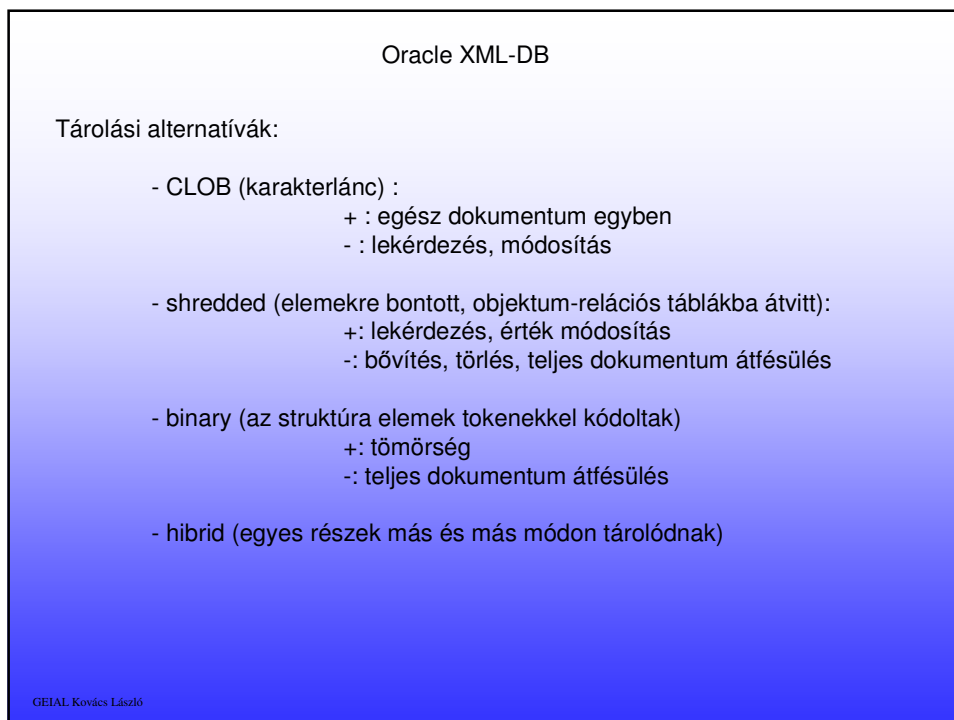 Oracle XML-DB
Tárolási alternatívák:
- CLOB (karakterlánc) :
+ : egész dokumentum egyben
- : lekérdezés, módosítás
- shredded (elemekre bontott, objektum-relációs táblákba átvitt):
+: lekérdezés, érték módosítás
-: bővítés, törlés, teljes dokumentum átfésülés
- binary (az struktúra elemek tokenekkel kódoltak)
+: tömörség
-: teljes dokumentum átfésülés
- hibrid (egyes részek más és más módon tárolódnak)
GEIAL Kovács László